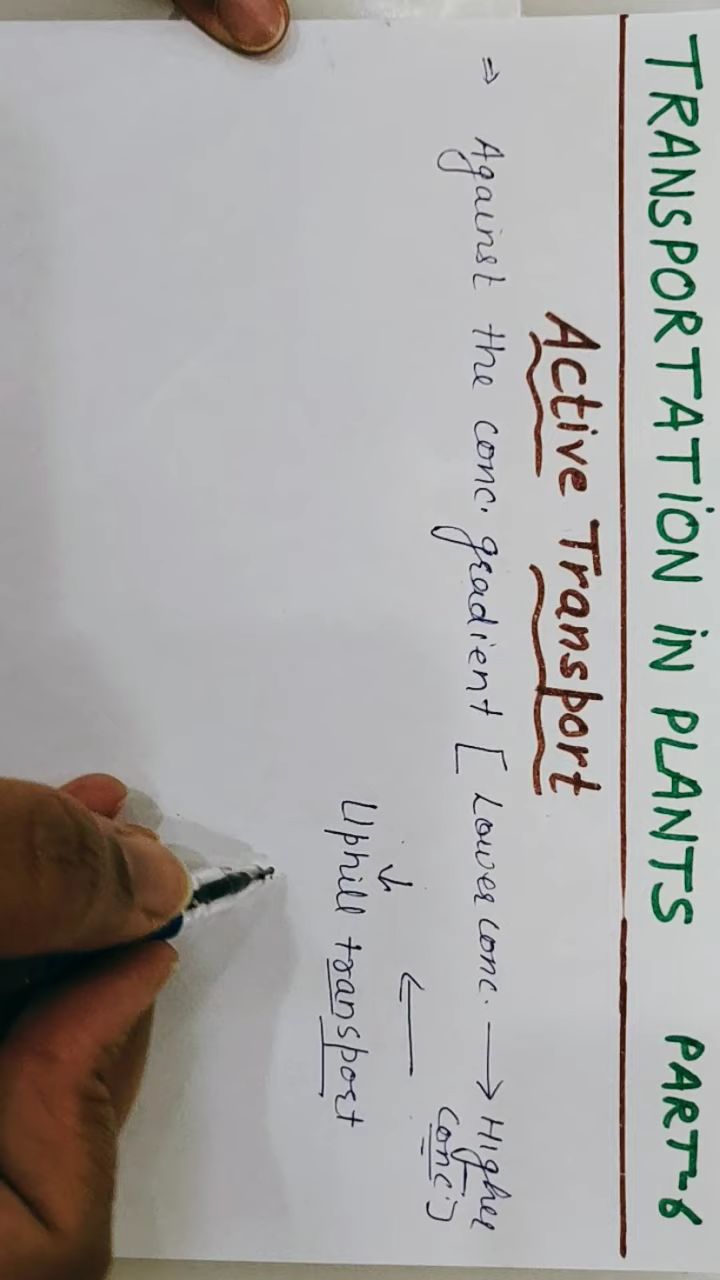 TRANSPORTATION IN PLANTS PART-6
Active Transport
⇒ Against the conc. gradient [Lower conc. → Higher
conc.]
↓ ←
Uphill transport